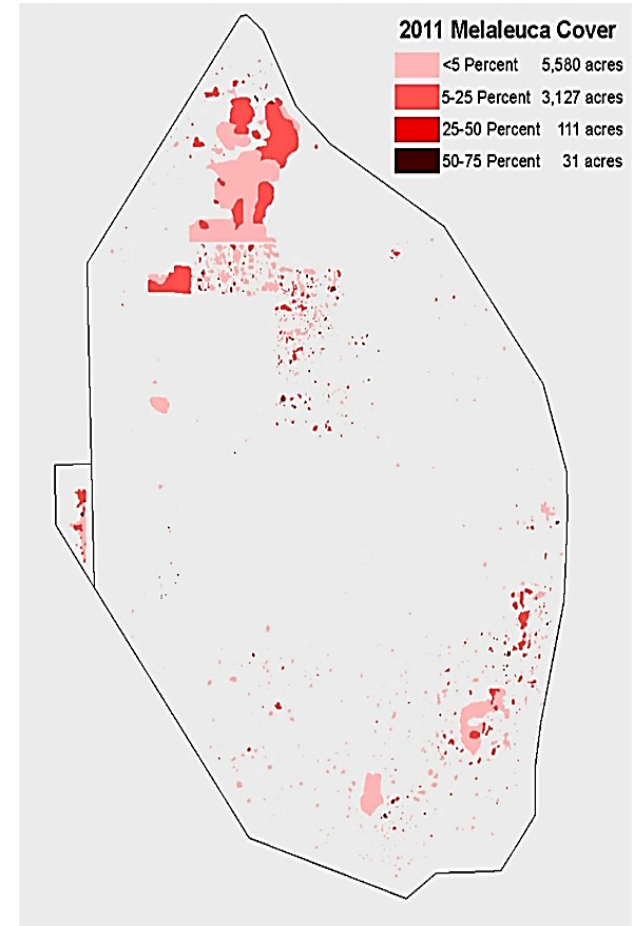 2011 Melaleuca Cover
<5 Percent 5,580 acres
5-25 Percent 3,127 acres
25-50 Percent 111 acres
50-75 Percent 31 acres